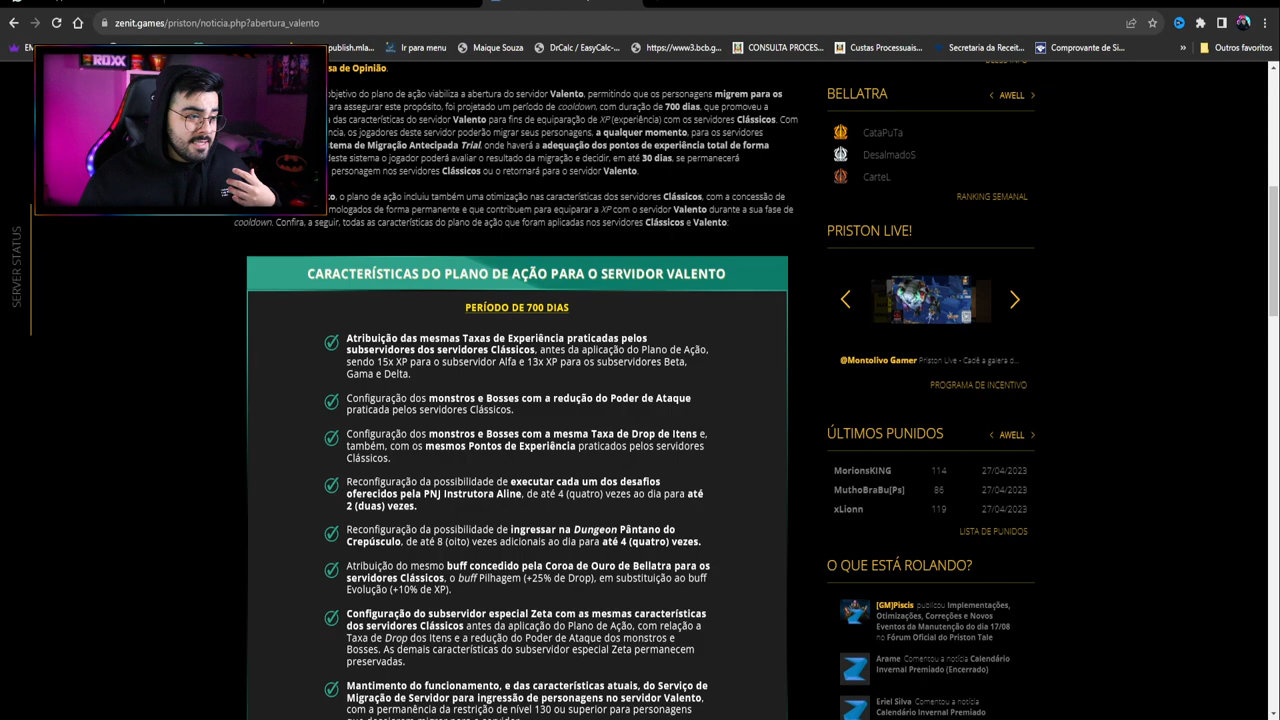 zenit.games/priston/noticia.php?abertura_valento
EM
publish.mla...
Ir para menu
Maique Souze
DrCalc / EasyCalc-...
https://www3.bcb.g...
CONSULTA PROCES...
Custas Processuai...
Secretaria da Receit...
Comprovante de Si...
»
Outros favoritos
ROXX
sa de Opinião.
objetivo do plano de ação viabiliza a abertura do servidor Valento, permitindo que os personagens migrem para os
ara assegurar este propósito, foi projetado um período de cooldown, com duração de 700 dias, que promoveu a
das características do servidor Valento para fins de equiparação de XP (experiência) com os servidores Clássicos. Com
ncia, os jogadores deste servidor poderão migrar seus personagens, a qualquer momento, para os servidores
tema de Migração Antecipada Trial, onde haverá a adequação dos pontos de experiência total de forma
deste sistema o jogador poderá avaliar o resultado da migração e decidir, em até 30 dias, se permanecerá
personagem nos servidores Clássicos ou o retornará para o servidor Valento.
to, o plano de ação incluiu também uma otimização nas características dos servidores Clássicos, com a concessão de
mologados de forma permanente e que contribuem para equiparar a XP com o servidor Valento durante a sua fase de
cooldown. Confira, a seguir, todas as características do plano de ação que foram aplicadas nos servidores Clássicos e Valento:
SERVER STATUS
CARACTERÍSTICAS DO PLANO DE AÇÃO PARA O SERVIDOR VALENTO
PERÍODO DE 700 DIAS
Atribuição das mesmas Taxas de Experiência praticadas pelos
subservidores dos servidores Clássicos, antes da aplicação do Plano de Ação,
sendo 15x XP para o subservidor Alfa e 13x XP para os subservidores Beta,
Gama e Delta.
Configuração dos monstros e Bosses com a redução do Poder de Ataque
praticada pelos servidores Clássicos.
Configuração dos monstros e Bosses com a mesma Taxa de Drop de Itens e,
também, com os mesmos Pontos de Experiência praticados pelos servidores
Clássicos.
Reconfiguração da possibilidade de executar cada um dos desafios
oferecidos pela PNJ Instrutora Aline, de até 4 (quatro) vezes ao dia para até
2 (duas) vezes.
Reconfiguração da possibilidade de ingressar na Dungeon Pântano do
Crepúsculo, de até 8 (oito) vezes adicionais ao dia para até 4 (quatro) vezes.
Atribuição do mesmo buff concedido pela Coroa de Ouro de Bellatra para os
servidores Clássicos, o buff Pilhagem (+25% de Drop), em substituição ao buff
Evolução (+10% de XP).
Configuração do subservidor especial Zeta com as mesmas características
dos servidores Clássicos antes da aplicação do Plano de Ação, com relação a
Taxa de Drop dos Itens e a redução do Poder de Ataque dos monstros e
Bosses. As demais características do subservidor especial Zeta permanecem
preservadas.
Mantimento do funcionamento, e das características atuais, do Serviço de
Migração de Servidor para ingressão de personagens no servidor Valento,
com a permanência da restrição de nível 130 ou superior para personagens
BELLATRA
AWELL
CataPuTa
DesalmadoS
CarteL
RANKING SEMANAL
PRISTON LIVE!
@Montolivo Gamer Priston Live - Cadê a galera d...
PROGRAMA DE INCENTIVO
ÚLTIMOS PUNIDOS
AWELL
MorionsKING 114 27/04/2023
MuthoBraBu[Ps] 86 27/04/2023
xLionn 119 27/04/2023
LISTA DE PUNIDOS
O QUE ESTÁ ROLANDO?
[GM]Piscis publicou Implementações,
Otimizações, Correções e Novos
Eventos da Manutenção do dia 17/08
no Fórum Oficial do Priston Tale
Arame Comentou a notícia Calendário
Invernal Premiado (Encerrado)
Eriel Silva Comentou a notícia
Calendário Invernal Premiado